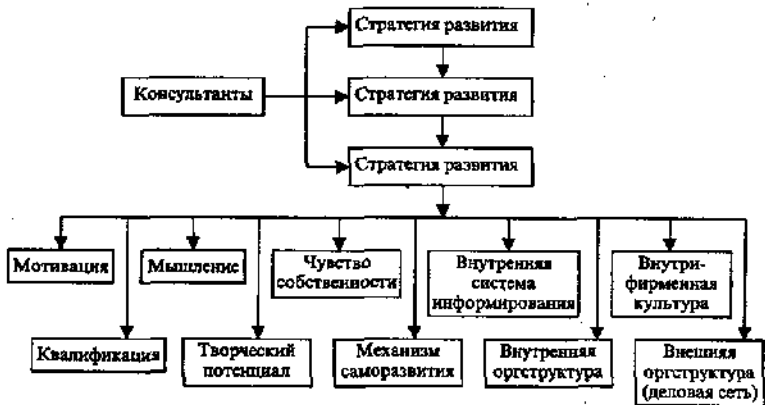 Стратегия развития
Консультанты
Стратегия развития
Стратегия развития
Мотивация
Мышление
Чувство
собственности
Внутренняя
система
информирования
Внутри-
фирменная
культура
Квалификация
Творческий
потенциал
Механизм
саморазвития
Внутренняя
оргструктура
Внешняя
оргструктура
(деловая сеть)